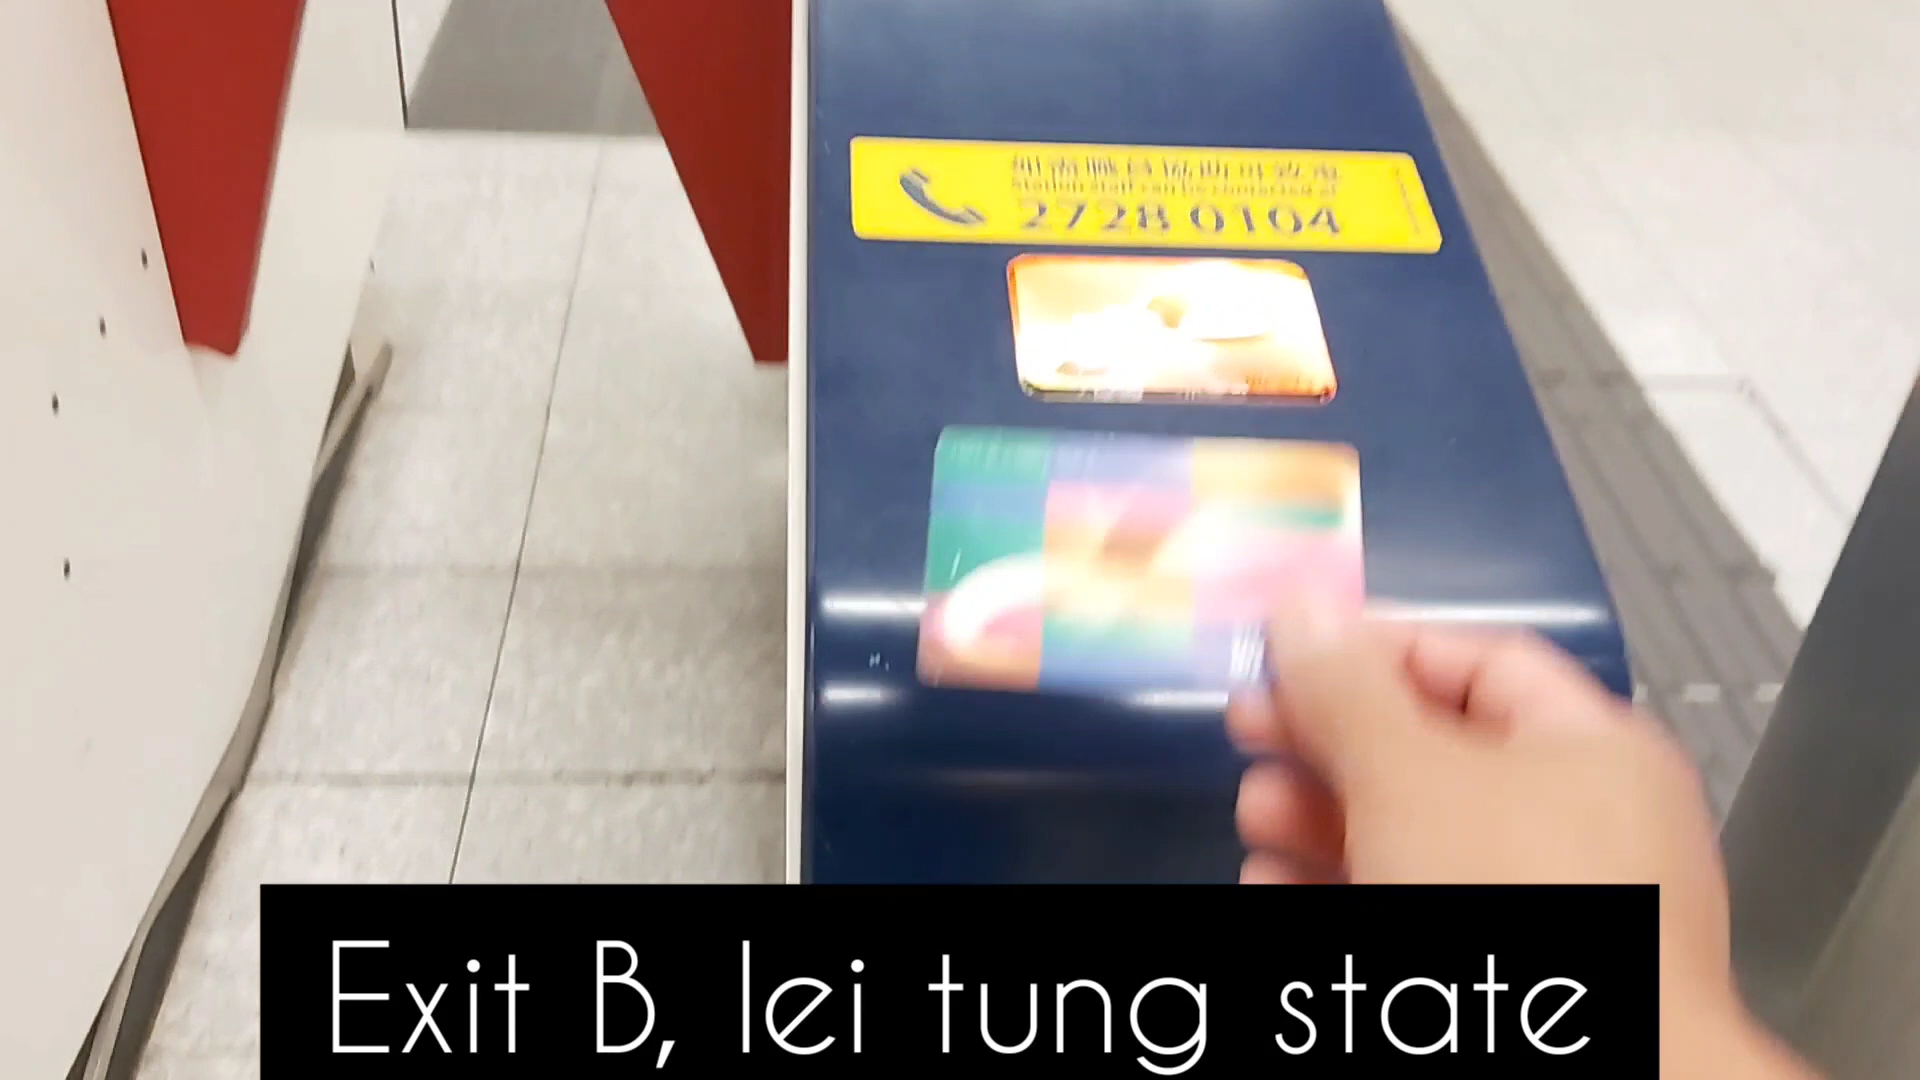 Station staff can be contacted at
2728 0104
Exit B, lei tung state